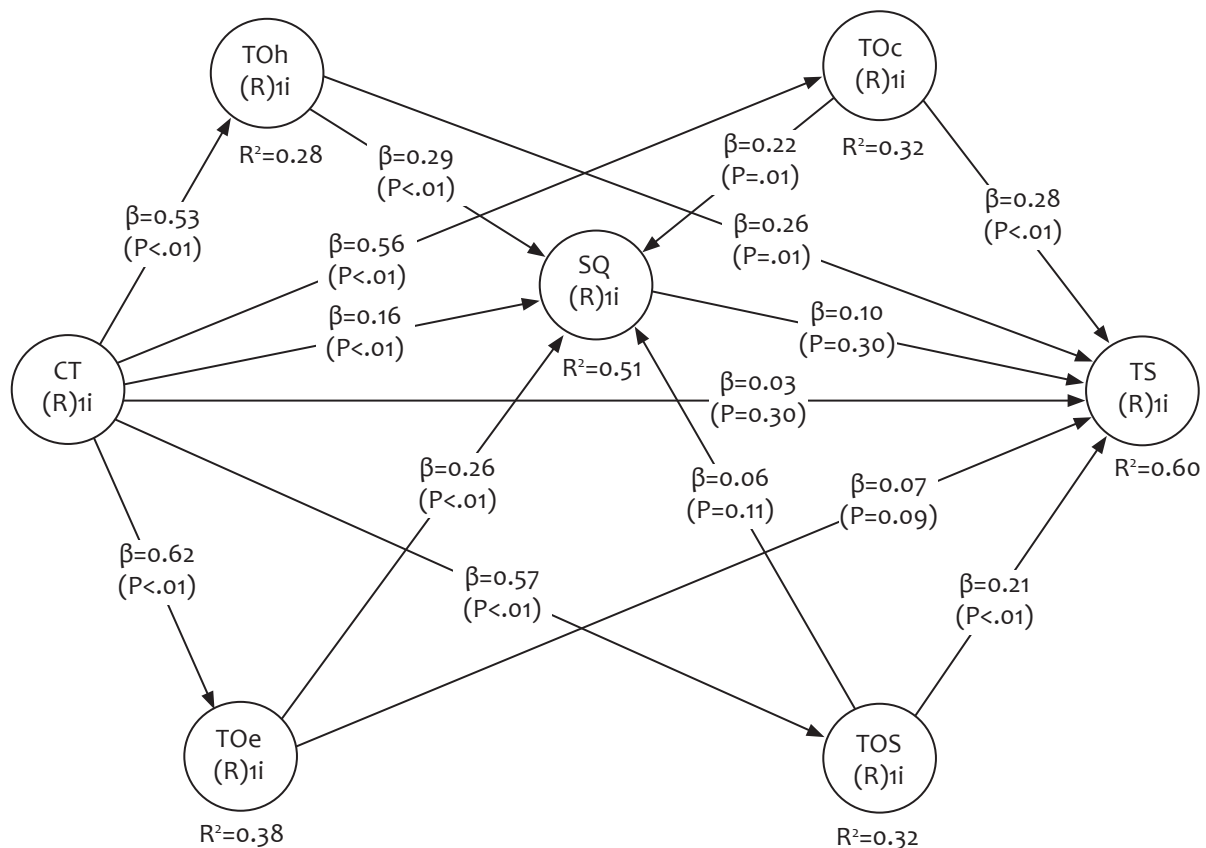 TOh
(R)1i
R²=0.28
TOc
(R)1i
R²=0.32
β=0.29
(P<.01)
β=0.22
(P=.01)
β=0.53
(P<.01)
β=0.56
(P<.01)
β=0.26
(P=.01)
β=0.28
(P<.01)
SQ
(R)1i
R²=0.51
β=0.16
(P<.01)
β=0.10
(P=0.30)
CT
(R)1i
β=0.03
(P=0.30)
TS
(R)1i
R²=0.60
β=0.26
(P<.01)
β=0.06
(P=0.11)
β=0.07
(P=0.09)
β=0.62
(P<.01)
β=0.57
(P<.01)
β=0.21
(P<.01)
TOe
(R)1i
R²=0.38
TOS
(R)1i
R²=0.32